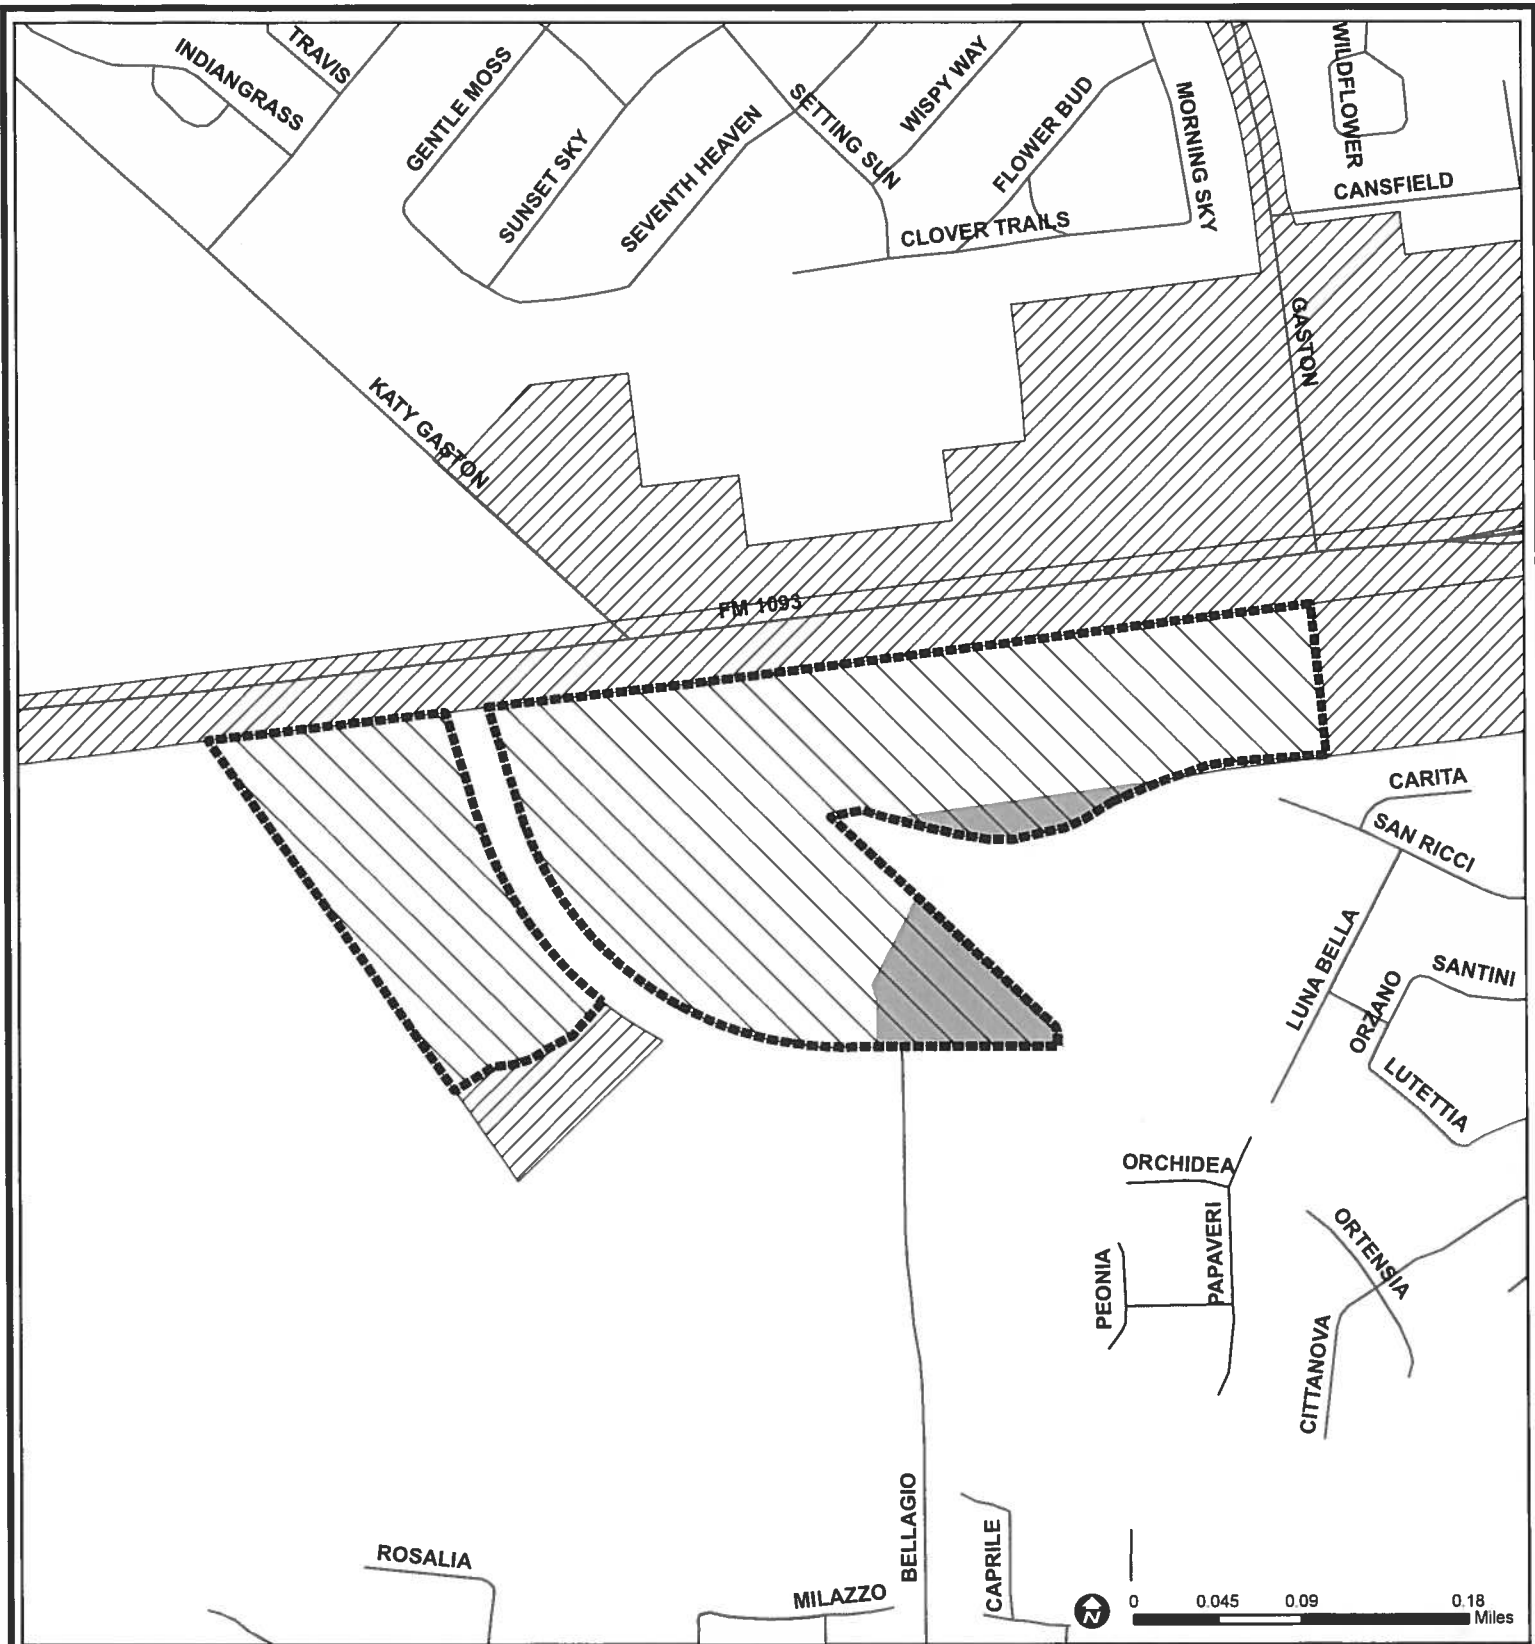 TRAVIS
INDIANGRASS
GENTLE MOSS
SUNSET SKY
SEVENTH HEAVEN
SETTING SUN
WISPY WAY
FLOWER BUD
MORNING SKY
WILDFLOWER
CANSFIELD
CLOVER TRAILS
GASTON
KATY GASTON
FM 1093
CARITA
SAN RICCI
LUNA BELLA
ORZANO
SANTINI
LUTETTIA
ORCHIDEA
PAPAVERI
PEONIA
ORTENSIA
CITTANOVA
BELLAGIO
CAPRILE
ROSALIA
MILAZZO
N
0 0.045 0.09 0.18
Miles